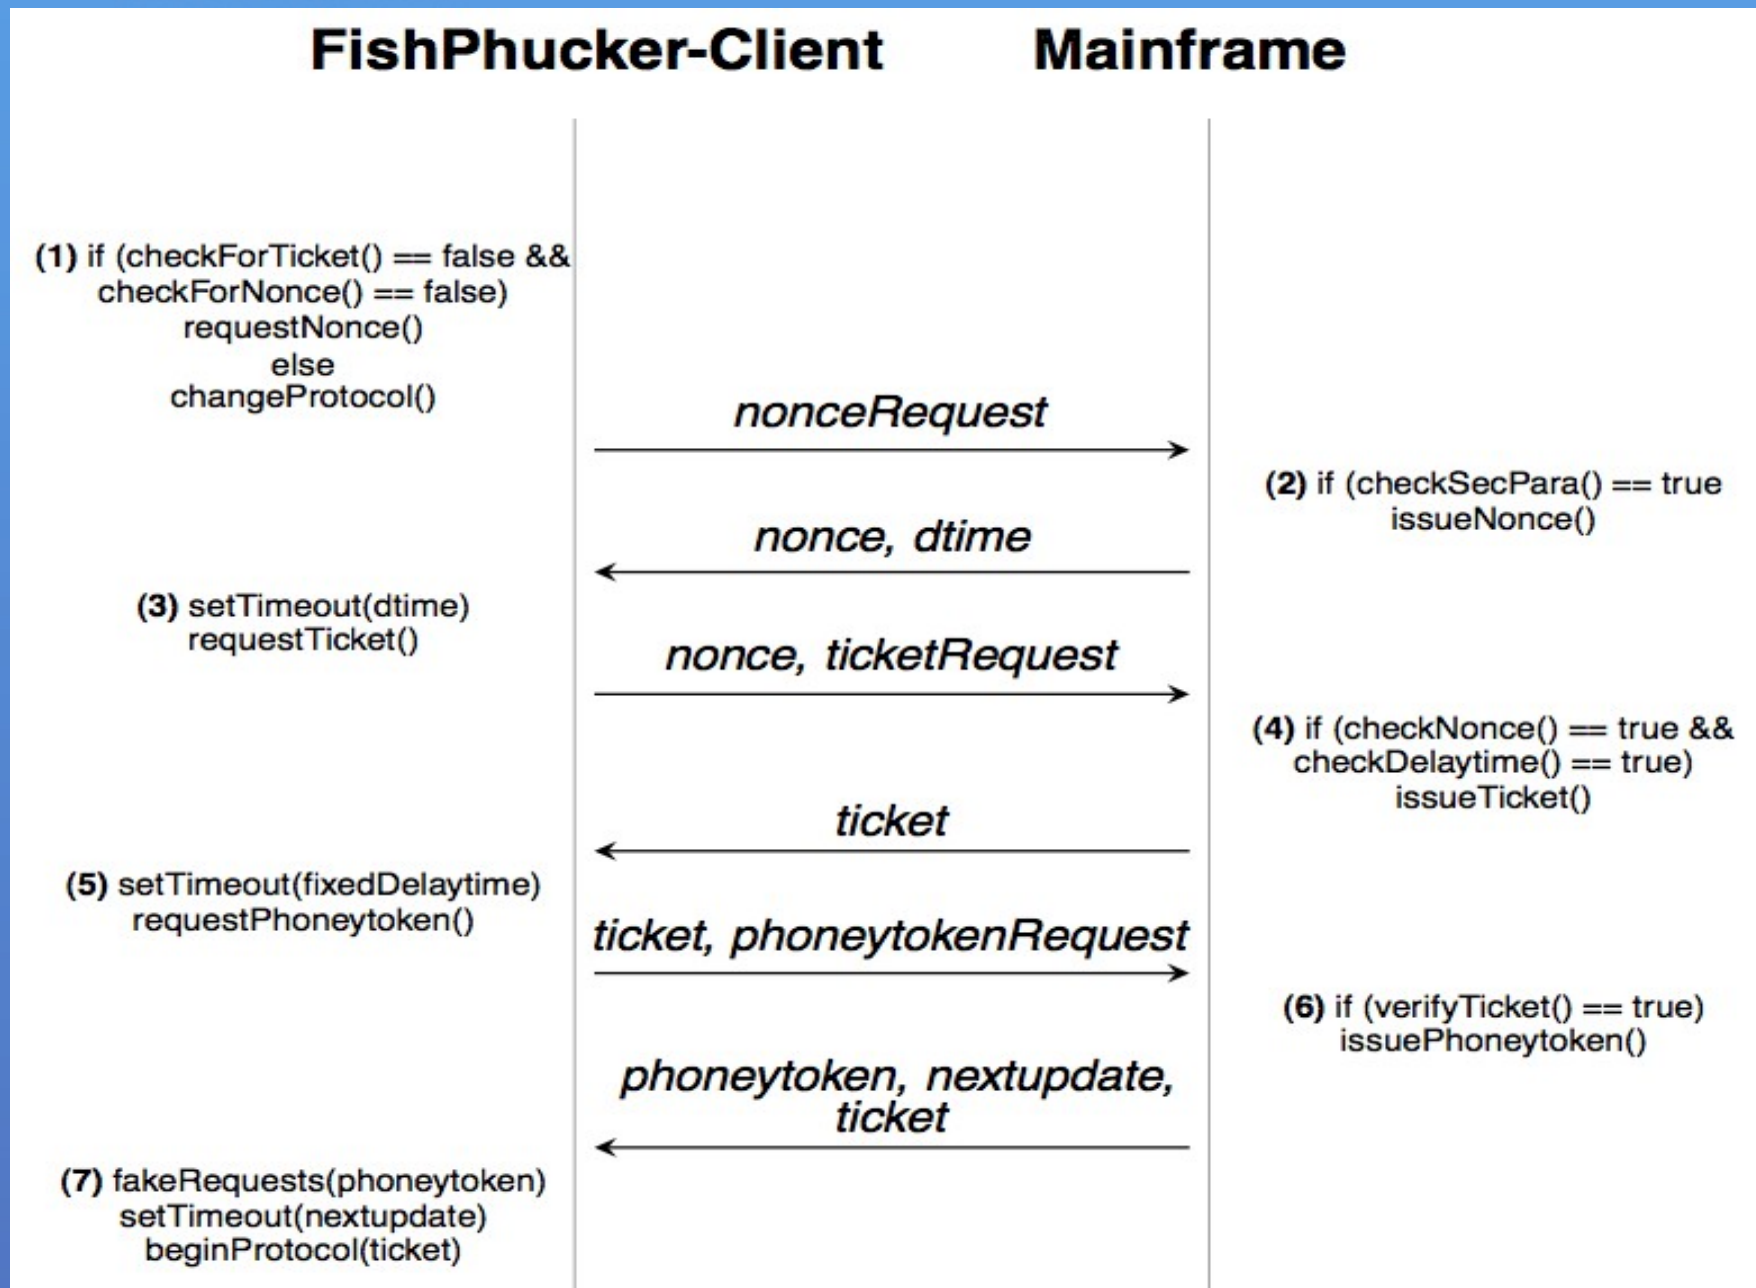 FishPhucker-Client Mainframe
(1) if (checkForTicket() == false &&
checkForNonce() == false)
requestNonce()
else
changeProtocol()
nonceRequest
(2) if (checkSecPara() == true
issueNonce()
nonce, dtime
(3) setTimeout(dtime)
requestTicket()
nonce, ticketRequest
(4) if (checkNonce() == true &&
checkDelaytime() == true)
issueTicket()
ticket
(5) setTimeout(fixedDelaytime)
requestPhoneytoken()
ticket, phoneytokenRequest
(6) if (verifyTicket() == true)
issuePhoneytoken()
phoneytoken, nextupdate,
ticket
(7) fakeRequests(phoneytoken)
setTimeout(nextupdate)
beginProtocol(ticket)